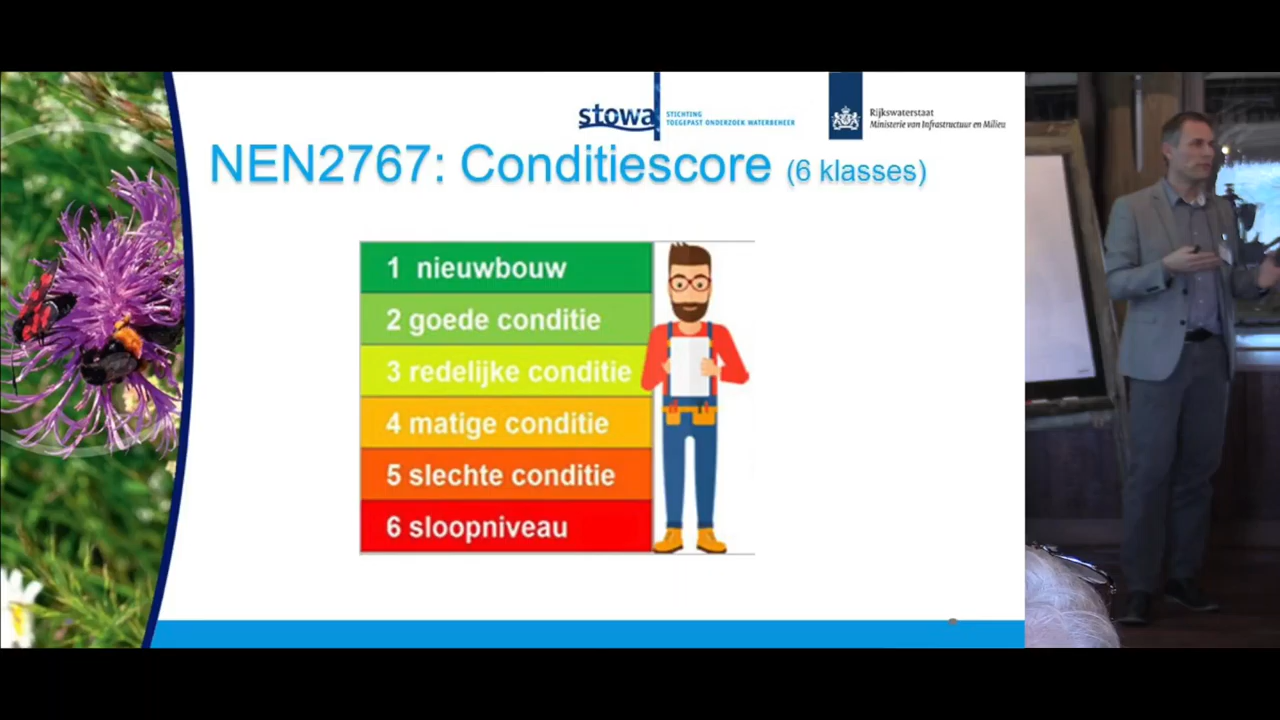 stowa
STICHTING
TOEGEPAST ONDERZOEK WATERBEHEER
Rijkswaterstaat
Ministerie van Infrastructuur en Milieu
NEN2767: Conditiescore (6 klasses)
1 nieuwbouw
2 goede conditie
3 redelijke conditie
4 matige conditie
5 slechte conditie
6 sloopniveau